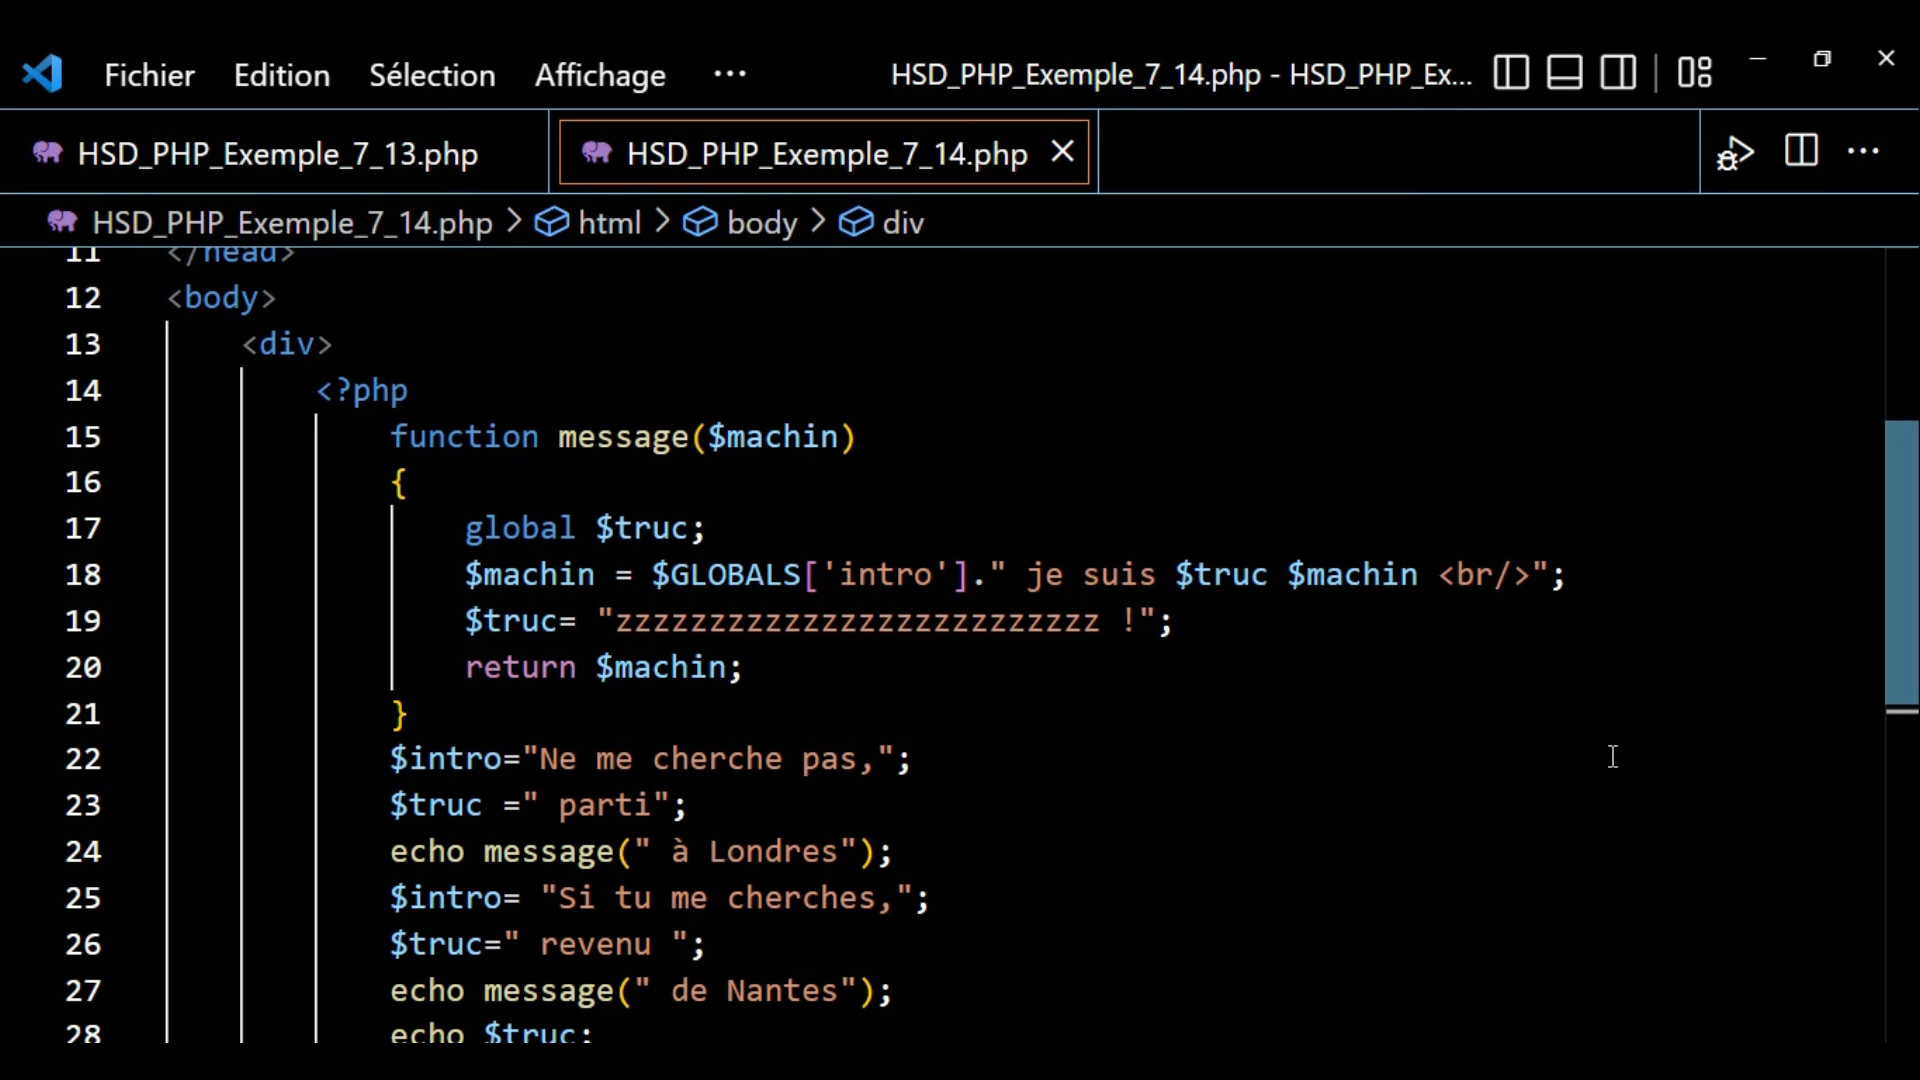 Fichier Edition Sélection Affichage ··· HSD_PHP_Exemple_7_14.php - HSD_PHP_Ex...
HSD_PHP_Exemple_7_13.php HSD_PHP_Exemple_7_14.php
HSD_PHP_Exemple_7_14.php > html > body > div
11 </head>
12 <body>
13 <div>
14 <?php
15 function message($machin)
16 {
17 global $truc;
18 $machin = $GLOBALS['intro']." je suis $truc $machin <br/>";
19 $truc= "zzzzzzzzzzzzzzzzzzzzzzzzzz !";
20 return $machin;
21 }
22 $intro="Ne me cherche pas,";
23 $truc =" parti";
24 echo message(" à Londres");
25 $intro= "Si tu me cherches,";
26 $truc=" revenu ";
27 echo message(" de Nantes");
28 echo $truc;